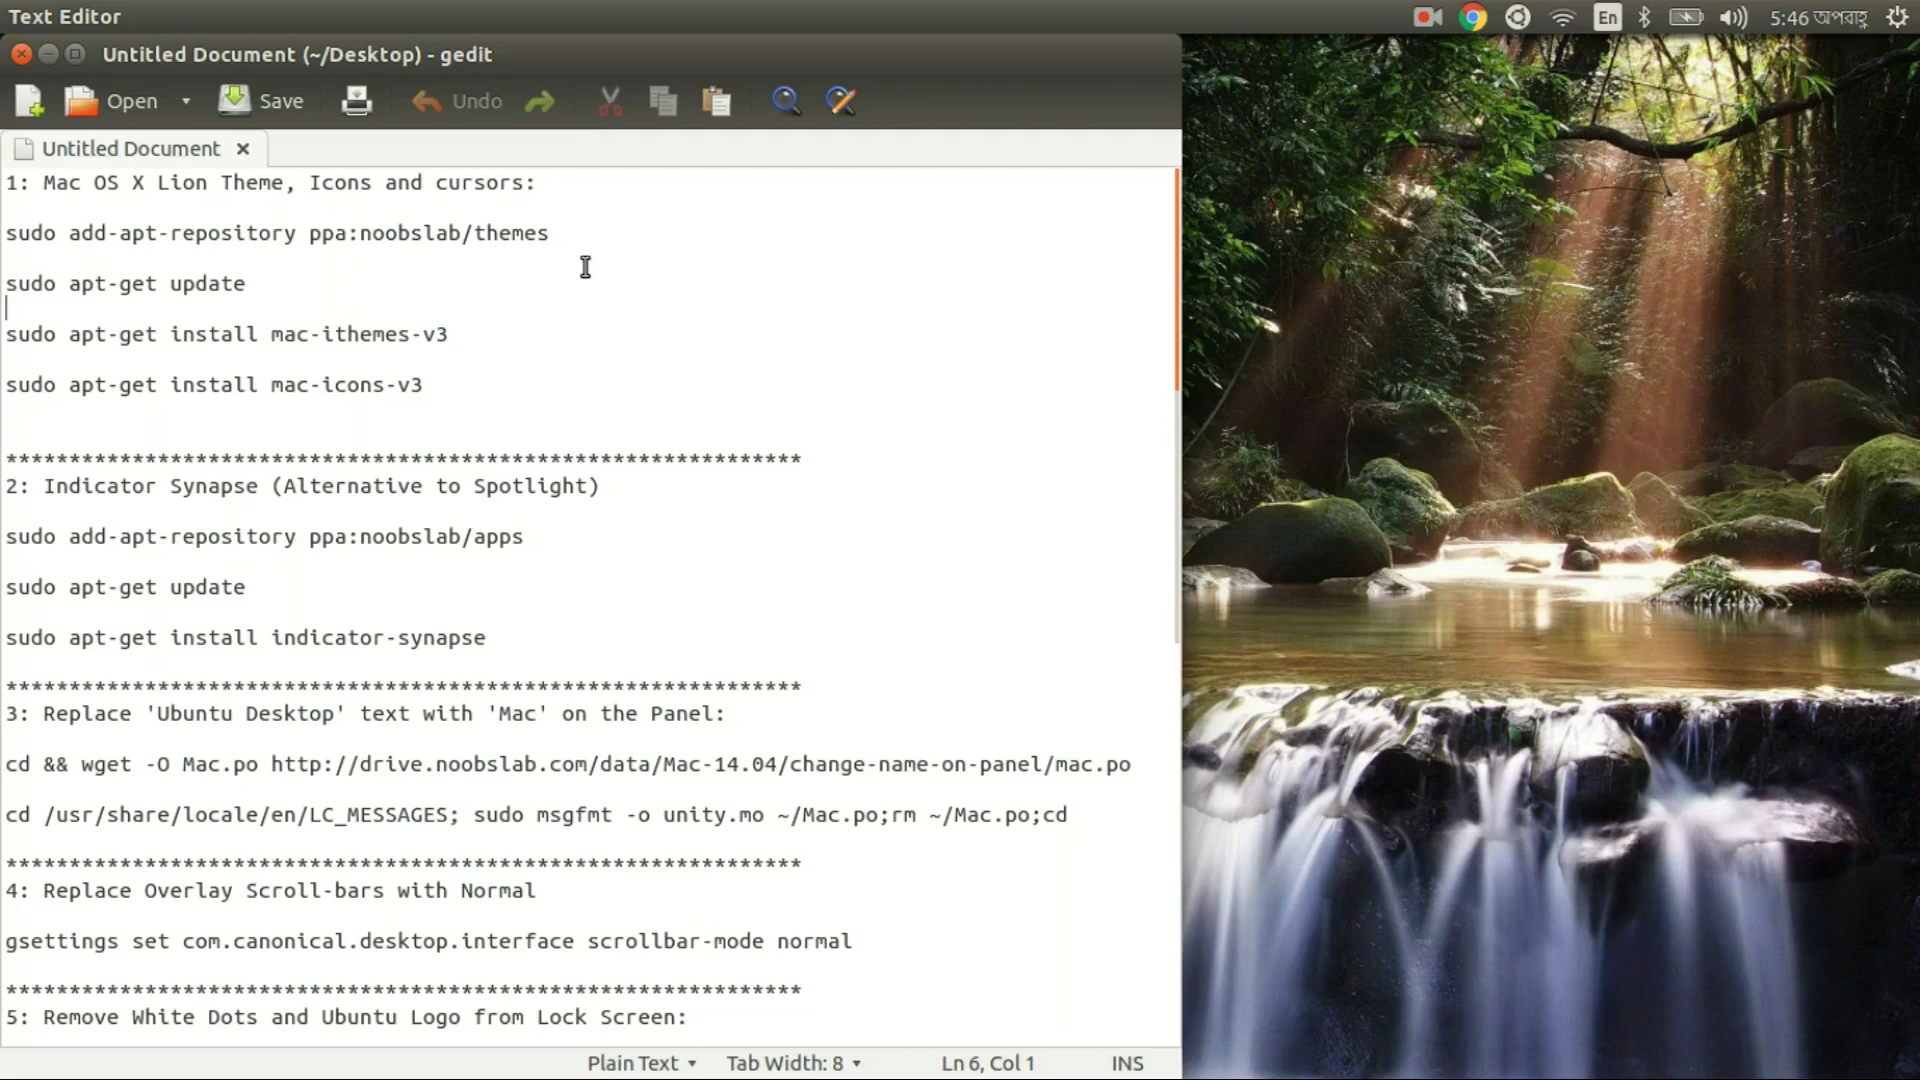 Text Editor
En
5:46 অপরাহ্ণ
Untitled Document (~/Desktop) - gedit
Open
Save
Undo
Untitled Document
1: Mac OS X Lion Theme, Icons and cursors:
sudo add-apt-repository ppa:noobslab/themes
sudo apt-get update
sudo apt-get install mac-ithemes-v3
sudo apt-get install mac-icons-v3
***************************************************************
2: Indicator Synapse (Alternative to Spotlight)
sudo add-apt-repository ppa:noobslab/apps
sudo apt-get update
sudo apt-get install indicator-synapse
***************************************************************
3: Replace 'Ubuntu Desktop' text with 'Mac' on the Panel:
cd && wget -O Mac.po http://drive.noobslab.com/data/Mac-14.04/change-name-on-panel/mac.po
cd /usr/share/locale/en/LC_MESSAGES; sudo msgfmt -o unity.mo ~/Mac.po;rm ~/Mac.po;cd
***************************************************************
4: Replace Overlay Scroll-bars with Normal
gsettings set com.canonical.desktop.interface scrollbar-mode normal
***************************************************************
5: Remove White Dots and Ubuntu Logo from Lock Screen:
Plain Text
Tab Width: 8
Ln 6, Col 1
INS